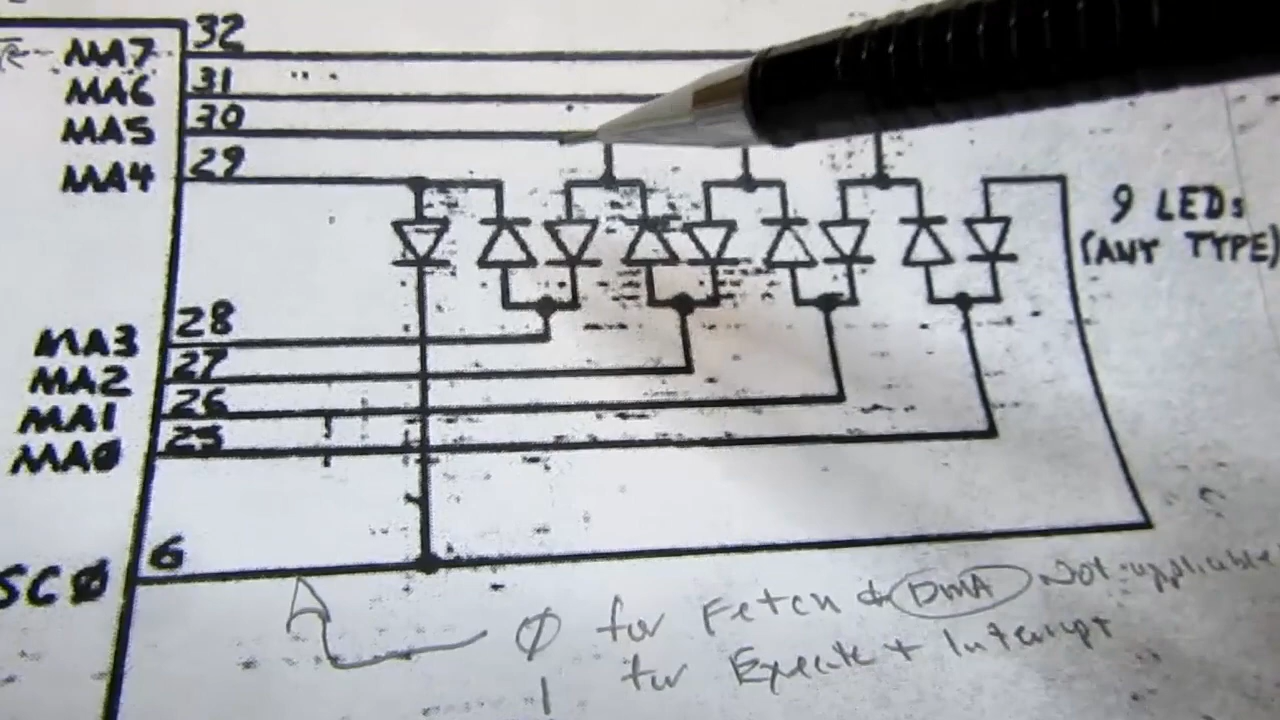 MA7 32
MA6 31
MA5 30
MA4 29
9 LEDs
(ANY TYPE)
MA3 28
MA2 27
MA1 26
MA0 25
SC0 6
0 for Fetch & DMA Not applicable
1 for Execute + Interrupt